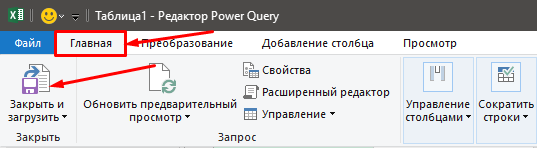 Таблица1 - Редактор Power Query
Файл Главная Преобразование Добавление столбца Просмотр
Закрыть и
загрузить
Закрыть
Обновить предварительный
просмотр
Свойства
Расширенный редактор
Управление
Запрос
Управление
столбцами
Сократить
строки